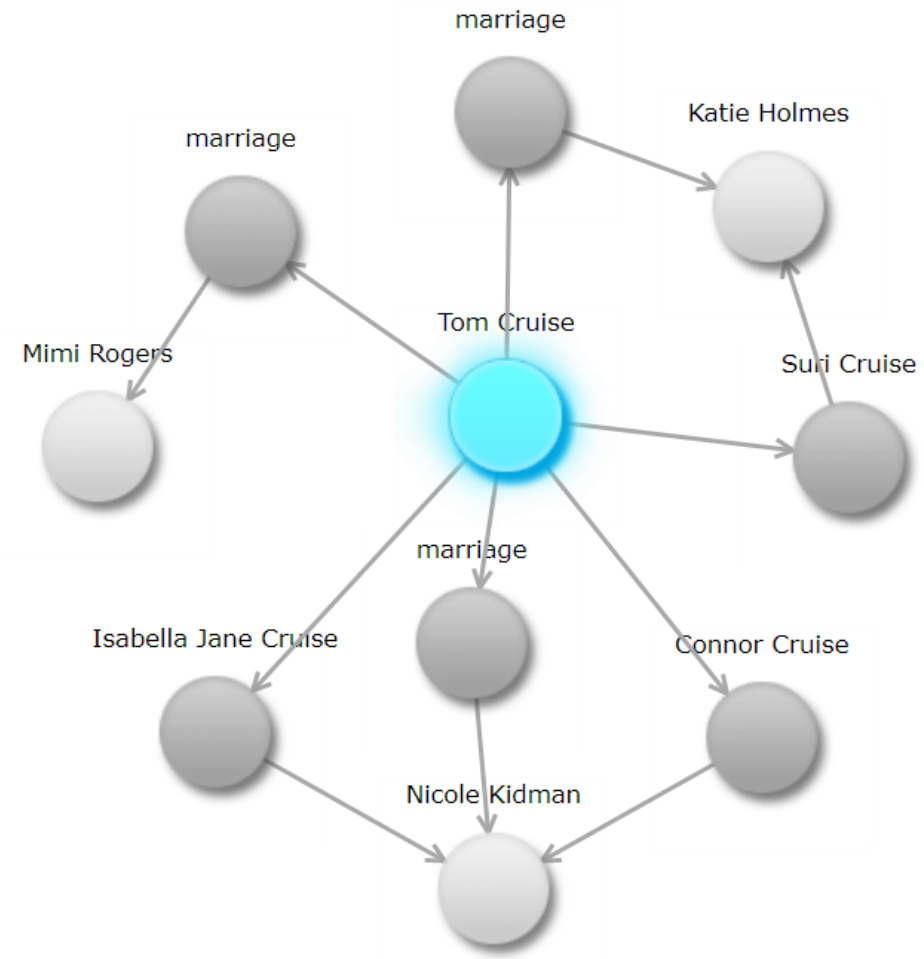 marriage
Katie Holmes
marriage
Tom Cruise
Mimi Rogers
Suri Cruise
marriage
Isabella Jane Cruise
Connor Cruise
Nicole Kidman